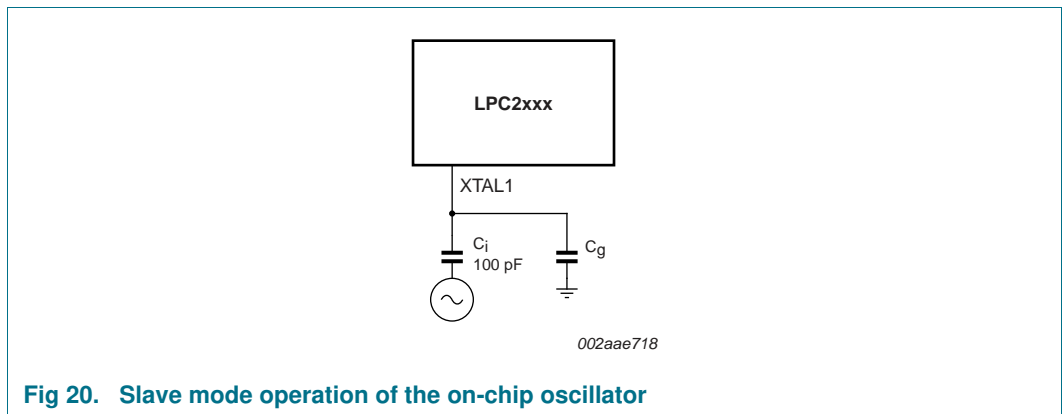 LPC2xxx
XTAL1
Ci
100 pF
Cg
002aae718
Fig 20. Slave mode operation of the on-chip oscillator